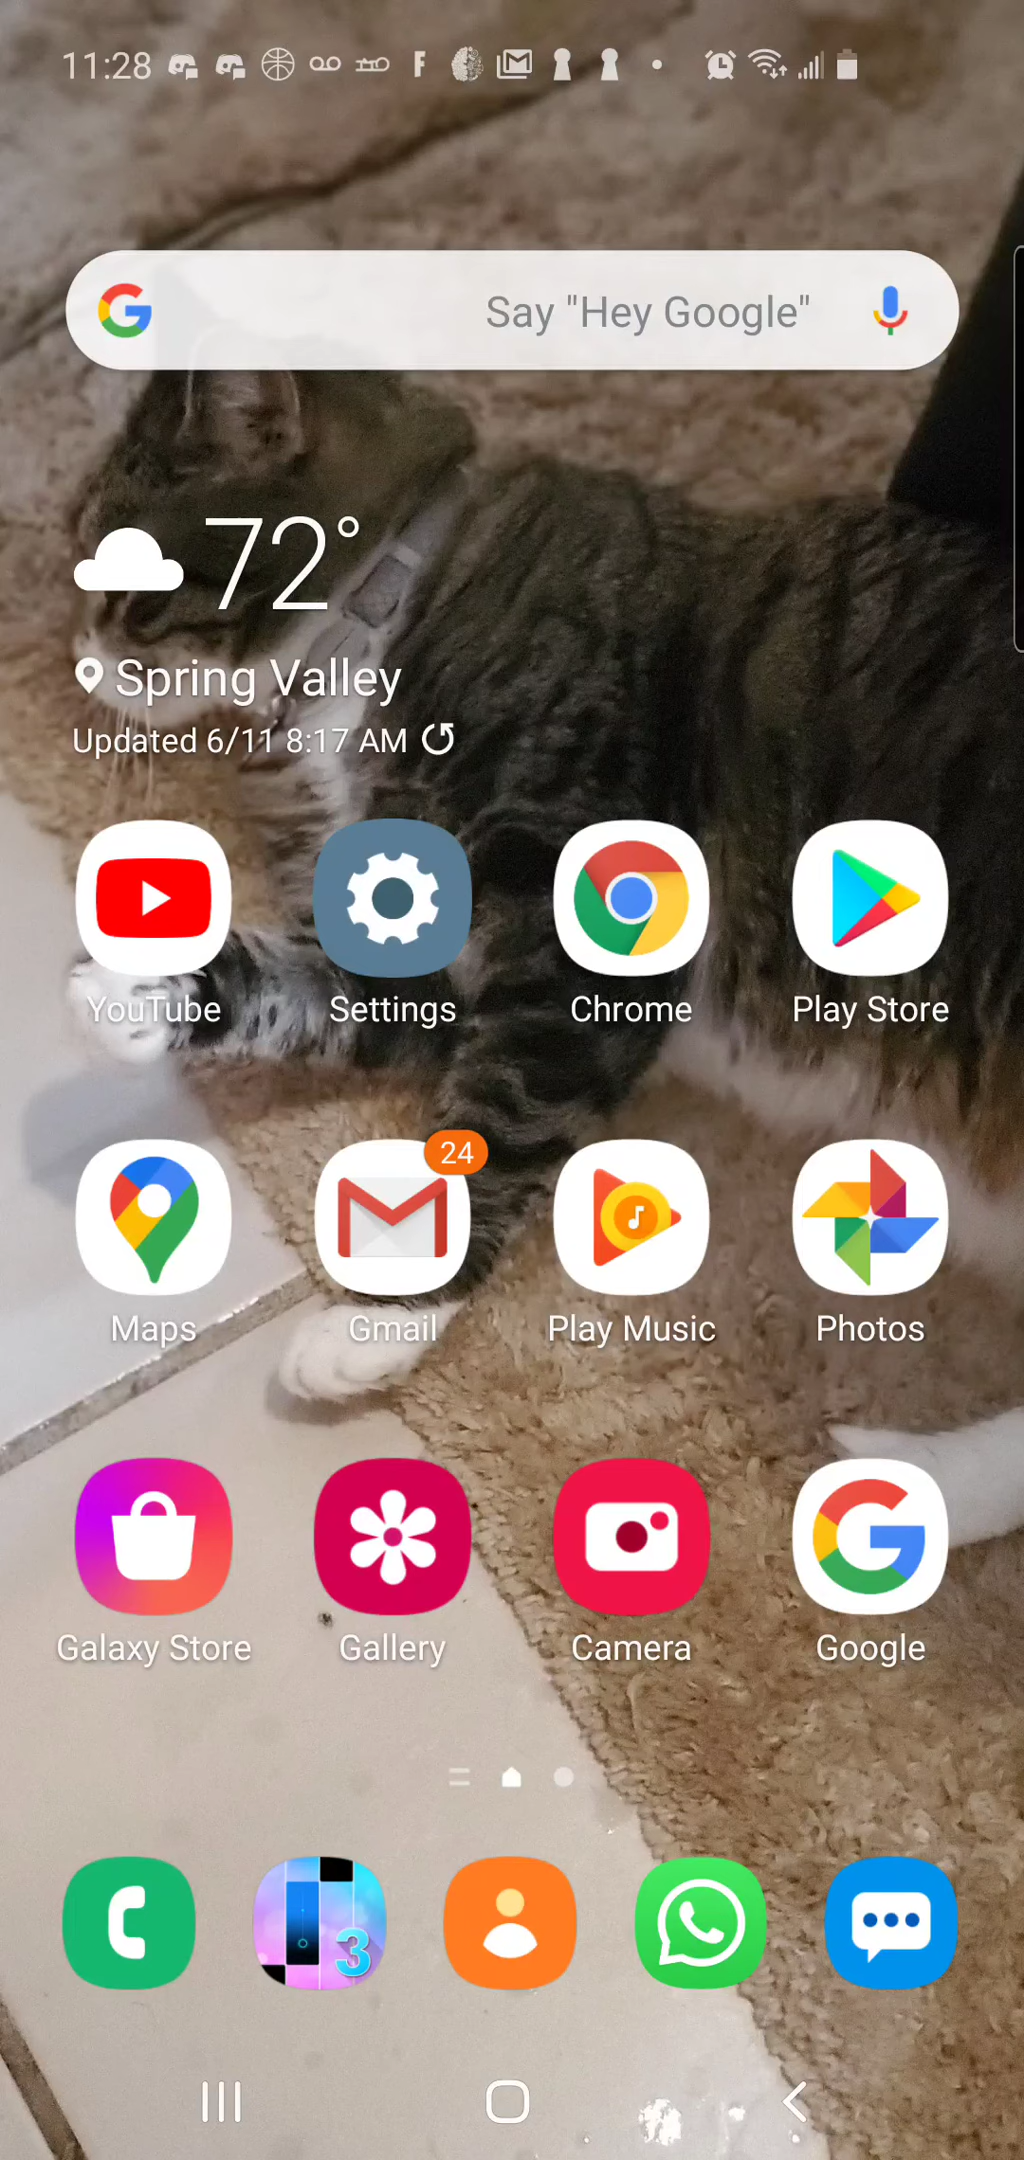 11:28 F
Say "Hey Google"
72°
Spring Valley
Updated 6/11 8:17 AM
YouTube Settings Chrome Play Store
24
Maps Gmail Play Music Photos
Galaxy Store Gallery Camera Google
3